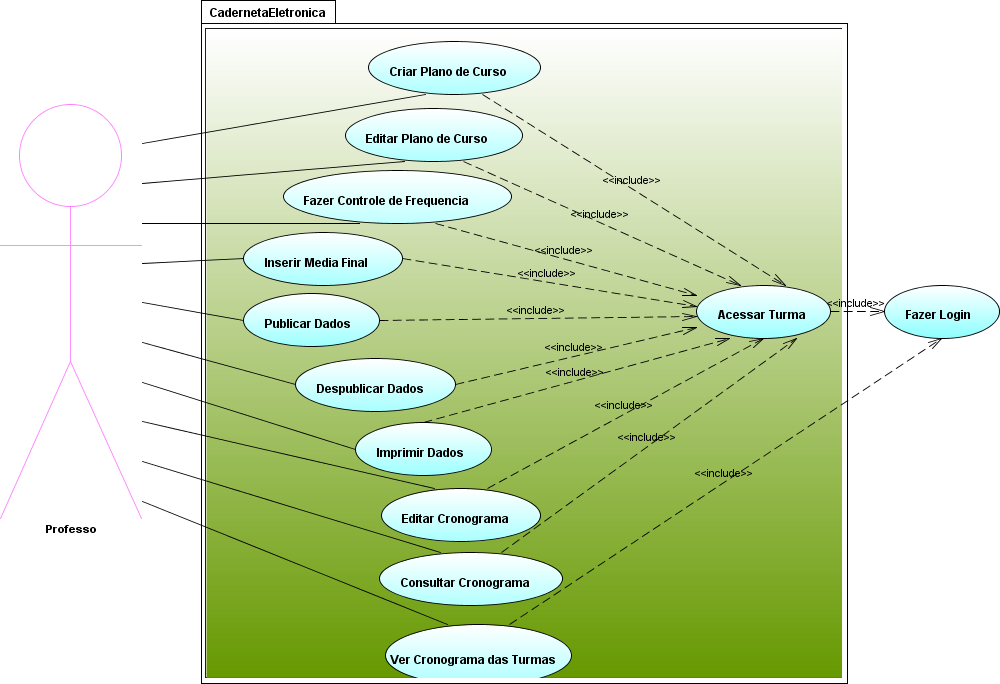 CadernetaEletronica
Criar Plano de Curso
Editar Plano de Curso
<<include>>
Fazer Controle de Frequencia
<<include>>
<<include>>
Inserir Media Final
<<include>>
<<include>>
Publicar Dados
<<include>>
Acessar Turma
Fazer Login
<<include>>
<<include>>
Despublicar Dados
<<include>>
Imprimir Dados
<<include>>
<<include>>
Editar Cronograma
Professo
Consultar Cronograma
Ver Cronograma das Turmas